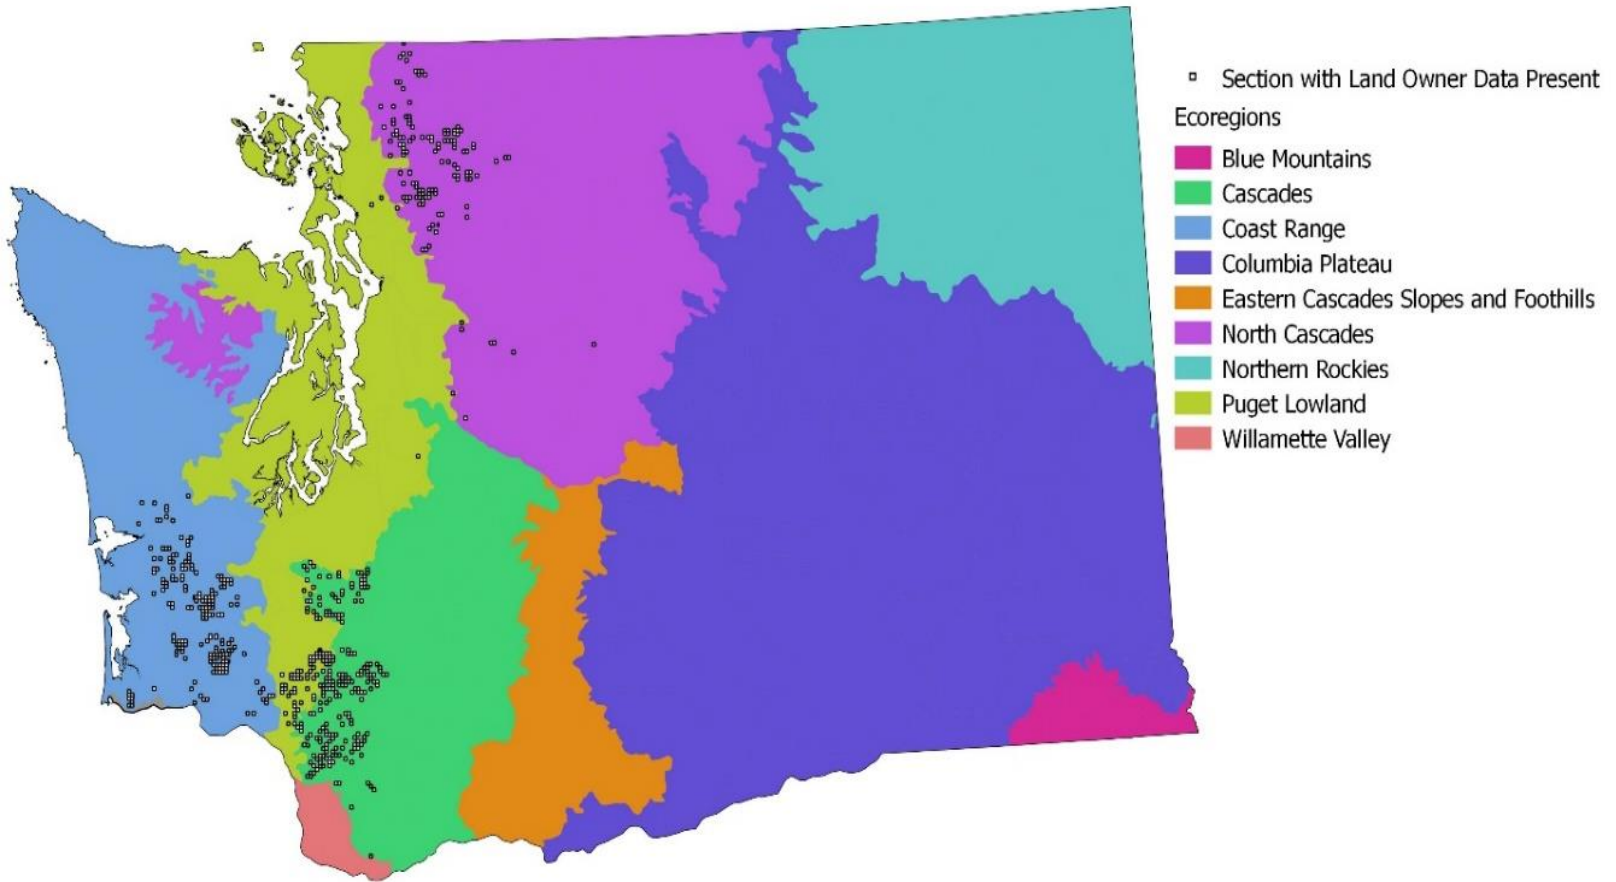 Section with Land Owner Data Present
Ecoregions
Blue Mountains
Cascades
Coast Range
Columbia Plateau
Eastern Cascades Slopes and Foothills
North Cascades
Northern Rockies
Puget Lowland
Willamette Valley